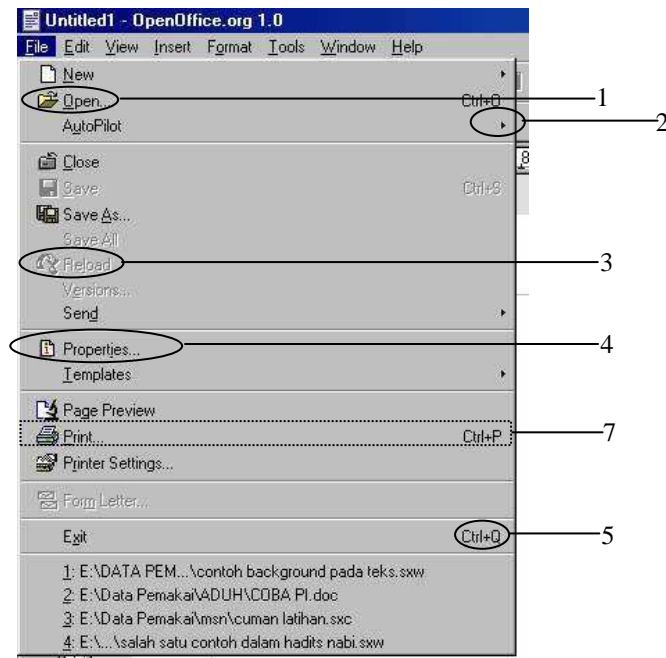 Untitled1 - OpenOffice.org 1.0
File Edit View Insert Format Tools Window Help
New
Open... Ctrl+O 1
AutoPilot 2
Close 8
Save Ctrl+S
Save As...
Save All
Reload 3
Versions...
Send
Properties... 4
Templates
Page Preview
Print... Ctrl+P 7
Printer Settings...
Form Letter...
Exit Ctrl+Q 5
1: E:\DATA PEM...\contoh background pada teks.sxw
2: E:\Data Pemakai\ADUH\COBA PI.doc
3: E:\Data Pemakai\msn\cuman latihan.sxc
4: E:\...\salah satu contoh dalam hadits nabi.sxw